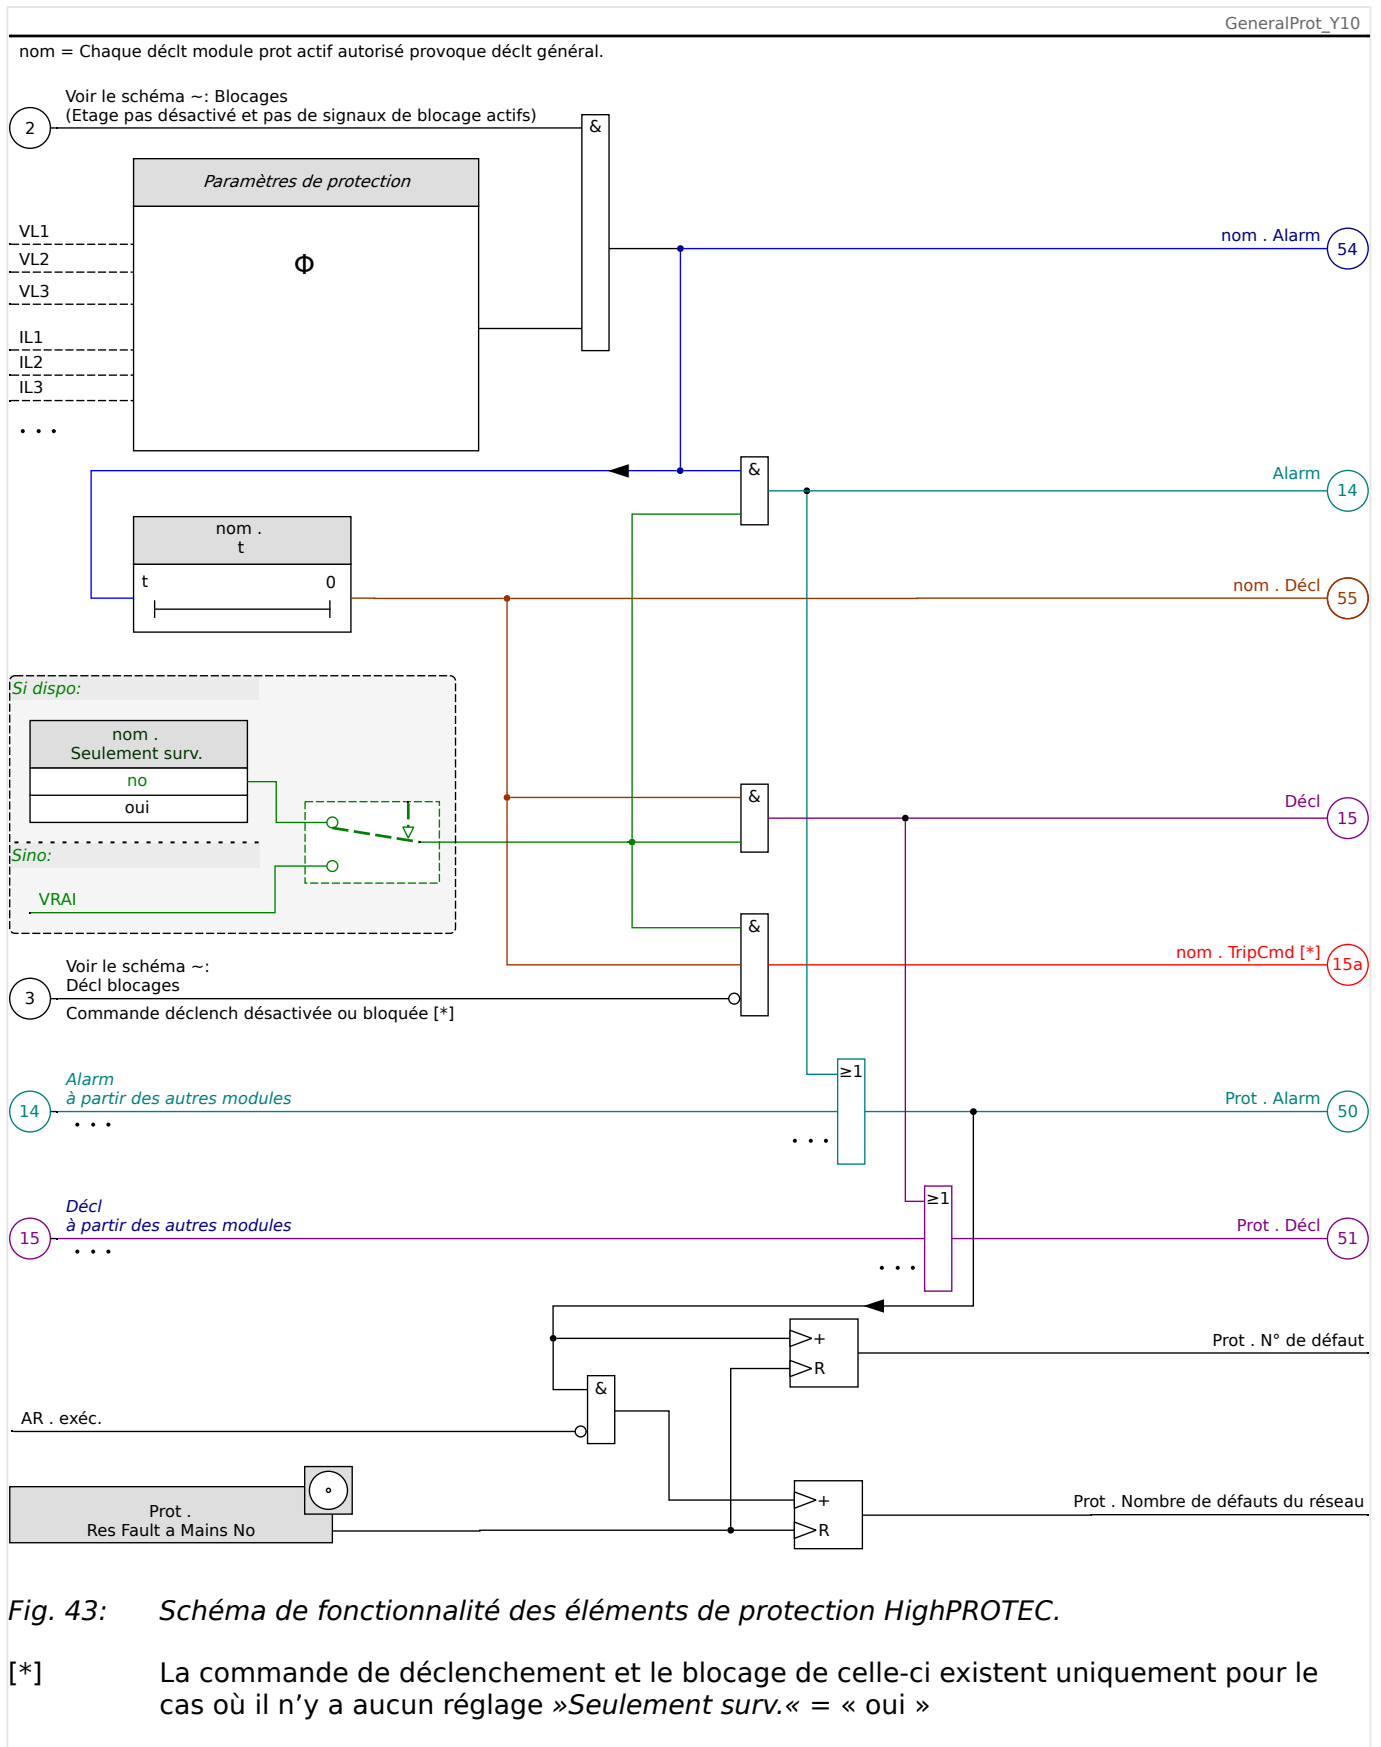 GeneralProt_Y10
nom = Chaque déclt module prot actif autorisé provoque déclt général.
Voir le schéma ~: Blocages
(Etage pas désactivé et pas de signaux de blocage actifs)
2
&
Paramètres de protection
Φ
VL1
VL2
VL3
IL1
IL2
IL3
• • •
nom . Alarm
54
&
Alarm
14
nom .
t
t 0
nom . Décl
55
Si dispo:
nom .
Seulement surv.
no
oui
Sino:
VRAI
&
Décl
15
&
nom . TripCmd [*]
15a
Voir le schéma ~:
Décl blocages
3
Commande déclench désactivée ou bloquée [*]
Alarm
à partir des autres modules
14
• • •
≥1
• • •
Prot . Alarm
50
Décl
à partir des autres modules
15
• • •
≥1
• • •
Prot . Décl
51
+
R
Prot . N° de défaut
&
AR . exéc.
Prot .
Res Fault a Mains No
+
R
Prot . Nombre de défauts du réseau
Fig. 43: Schéma de fonctionnalité des éléments de protection HighPROTEC.
[*] La commande de déclenchement et le blocage de celle-ci existent uniquement pour le
cas où il n’y a aucun réglage »Seulement surv.« = « oui »